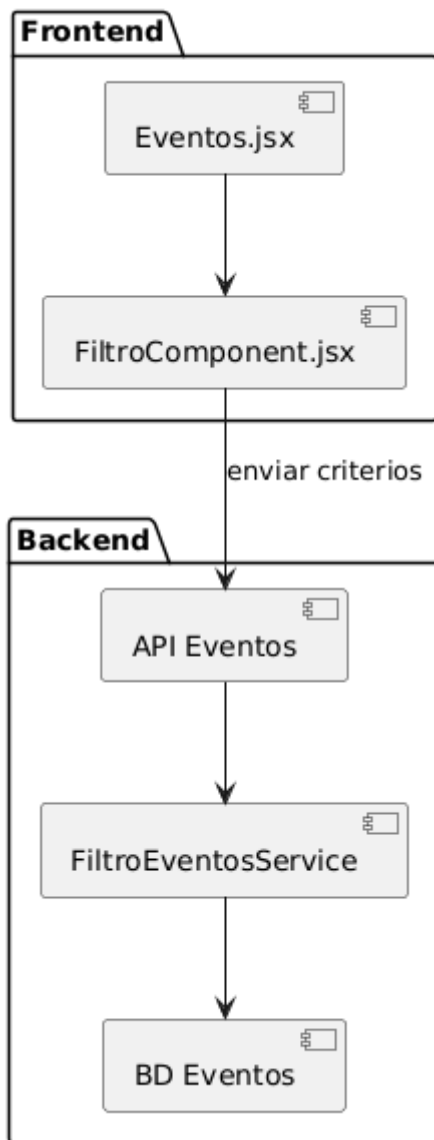 Frontend
Eventos.jsx
FiltroComponent.jsx
enviar criterios
Backend
API Eventos
FiltroEventosService
BD Eventos